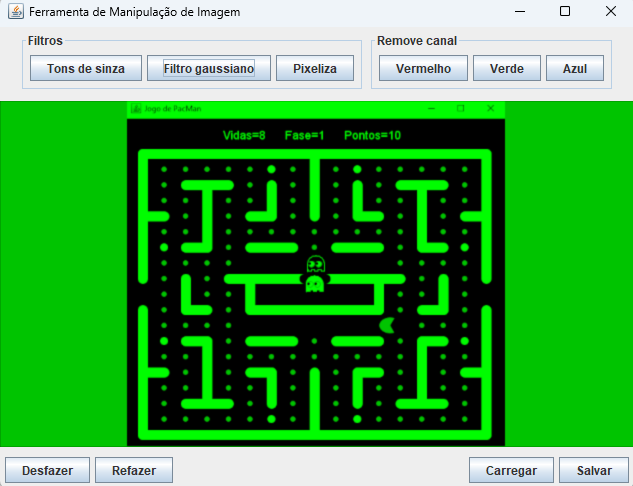 Ferramenta de Manipulação de Imagem
Filtros
Remove canal
Tons de sinza
Filtro gaussiano
Pixeliza
Vermelho
Verde
Azul
Jogo de PacMan
Vidas=8 Fase=1 Pontos=10
Desfazer
Refazer
Carregar
Salvar